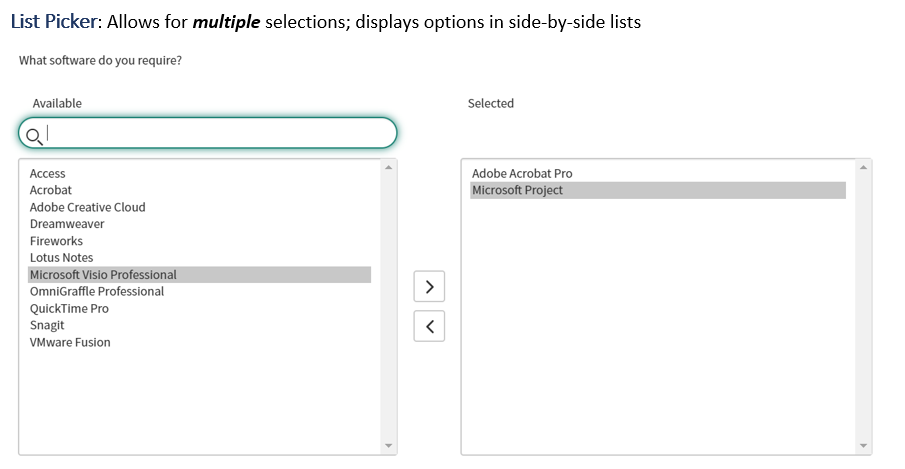 List Picker: Allows for multiple selections; displays options in side-by-side lists
What software do you require?
Available
Access
Acrobat
Adobe Creative Cloud
Dreamweaver
Fireworks
Lotus Notes
Microsoft Visio Professional
OmniGraffle Professional
QuickTime Pro
Snagit
VMware Fusion
Selected
Adobe Acrobat Pro
Microsoft Project